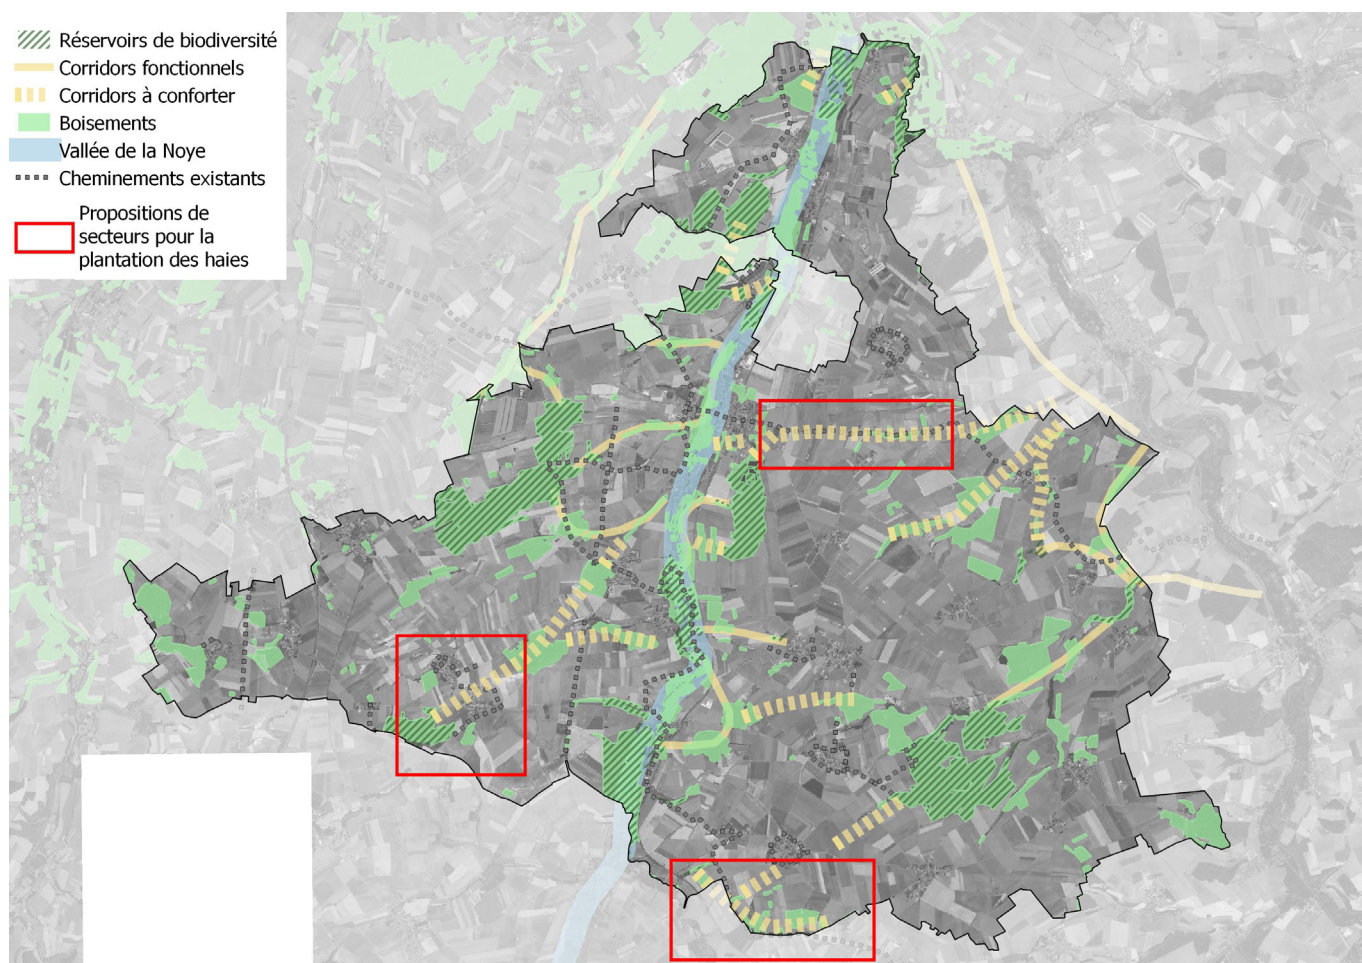 Réservoirs de biodiversité
Corridors fonctionnels
Corridors à conforter
Boisements
Vallée de la Noye
Cheminements existants
Propositions de
secteurs pour la
plantation des haies